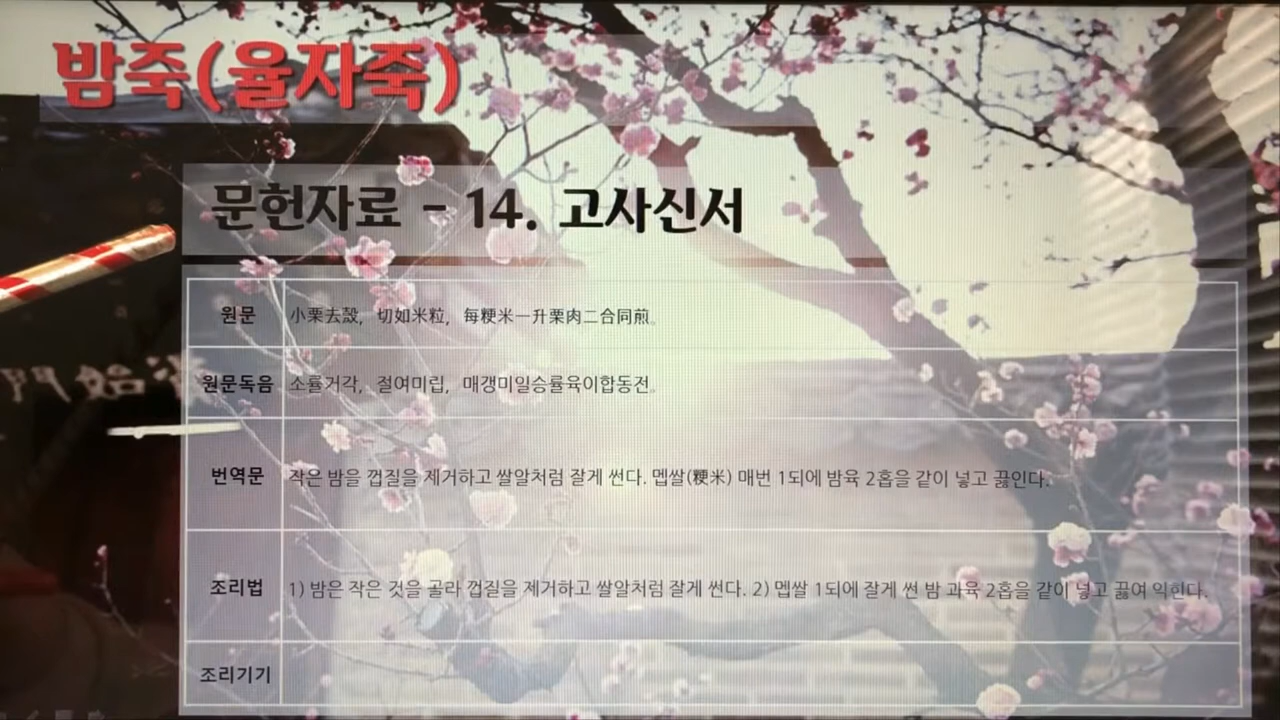 밤죽(율자죽)
문헌자료 - 14. 고사신서
원문 小栗去殼, 切如米粒, 每粳米一升栗肉二合同煎。
원문독음 소률거각, 절여미립, 매갱미일승률육이합동전。
번역문 작은 밤을 껍질을 제거하고 쌀알처럼 잘게 썬다. 멥쌀(粳米) 매번 1되에 밤육 2홉을 같이 넣고 끓인다.
조리법 1) 밤은 작은 것을 골라 껍질을 제거하고 쌀알처럼 잘게 썬다. 2) 멥쌀 1되에 잘게 썬 밤 과육 2홉을 같이 넣고 끓여 익힌다.
조리기기